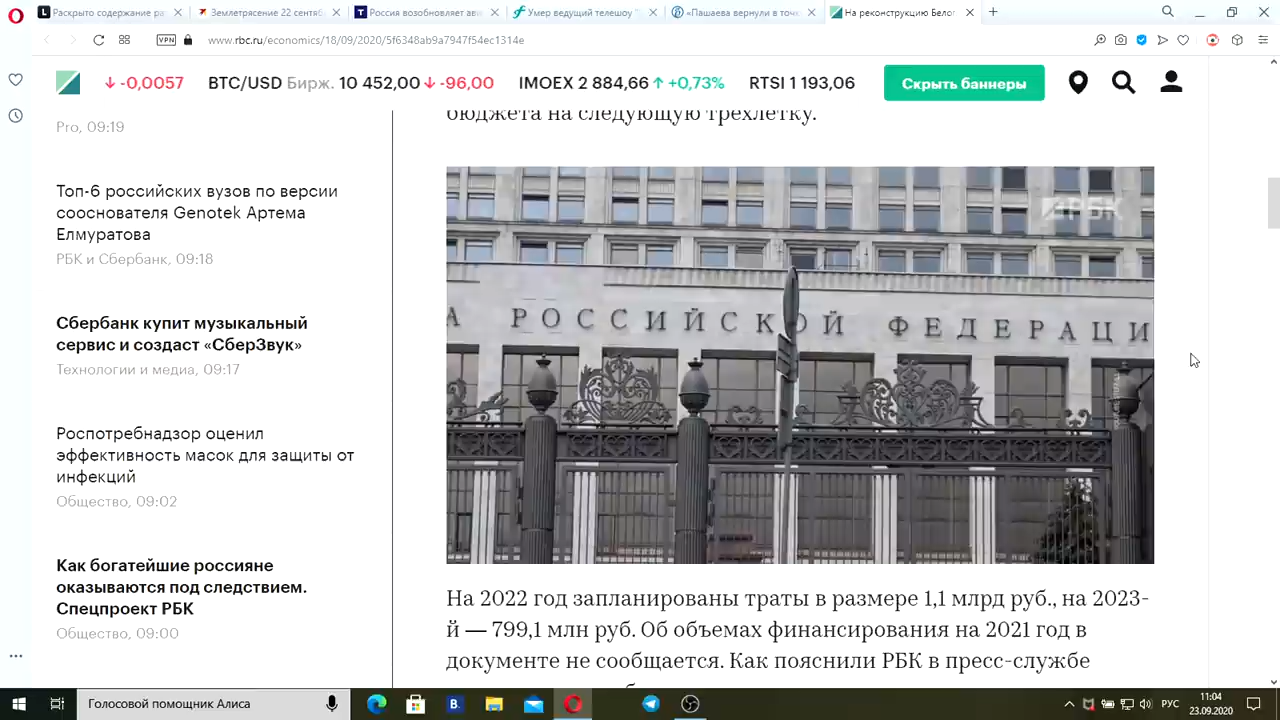 Раскрыто содержание ра
Землетрясение 22 сентяб
Россия возобновляет ави
Умер ведущий телешоу "
«Пашаева вернули в точк
На реконструкцию Белог
VPN
www.rbc.ru/economics/18/09/2020/5f6348ab9a7947f54ec1314e
-0,0057
BTC/USD Бирж. 10 452,00 -96,00
IMOEX 2 884,66 +0,73%
RTSI 1 193,06
Скрыть баннеры
Pro, 09:19
Топ-6 российских вузов по версии
сооснователя Genotek Артема
Елмуратова
РБК и Сбербанк, 09:18
Сбербанк купит музыкальный
сервис и создаст «СберЗвук»
Технологии и медиа, 09:17
Роспотребнадзор оценил
эффективность масок для защиты от
инфекций
Общество, 09:02
Как богатейшие россияне
оказываются под следствием.
Спецпроект РБК
Общество, 09:00
бюджета на следующую трехлетку.
РБК
А РОССИЙСКОЙ ФЕДЕРАЦИ
На 2022 год запланированы траты в размере 1,1 млрд руб., на 2023-
й — 799,1 млн руб. Об объемах финансирования на 2021 год в
документе не сообщается. Как пояснили РБК в пресс-службе
Голосовой помощник Алиса
B.
РУС
11:04
23.09.2020